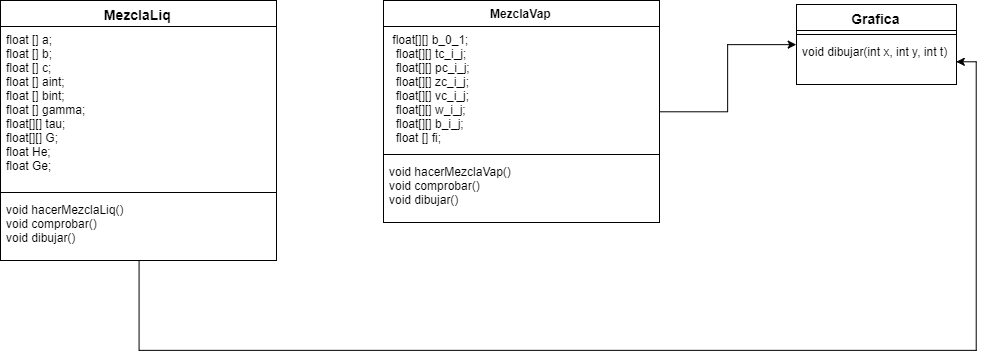 MezclaLiq
float [] a;
float [] b;
float [] c;
float [] aint;
float [] bint;
float [] gamma;
float[][] tau;
float[][] G;
float He;
float Ge;
void hacerMezclaLiq()
void comprobar()
void dibujar()
MezclaVap
float[][] b_0_1;
float[][] tc_i_j;
float[][] pc_i_j;
float[][] zc_i_j;
float[][] vc_i_j;
float[][] w_i_j;
float[][] b_i_j;
float [] fi;
void hacerMezclaVap()
void comprobar()
void dibujar()
Grafica
void dibujar(int x, int y, int t)